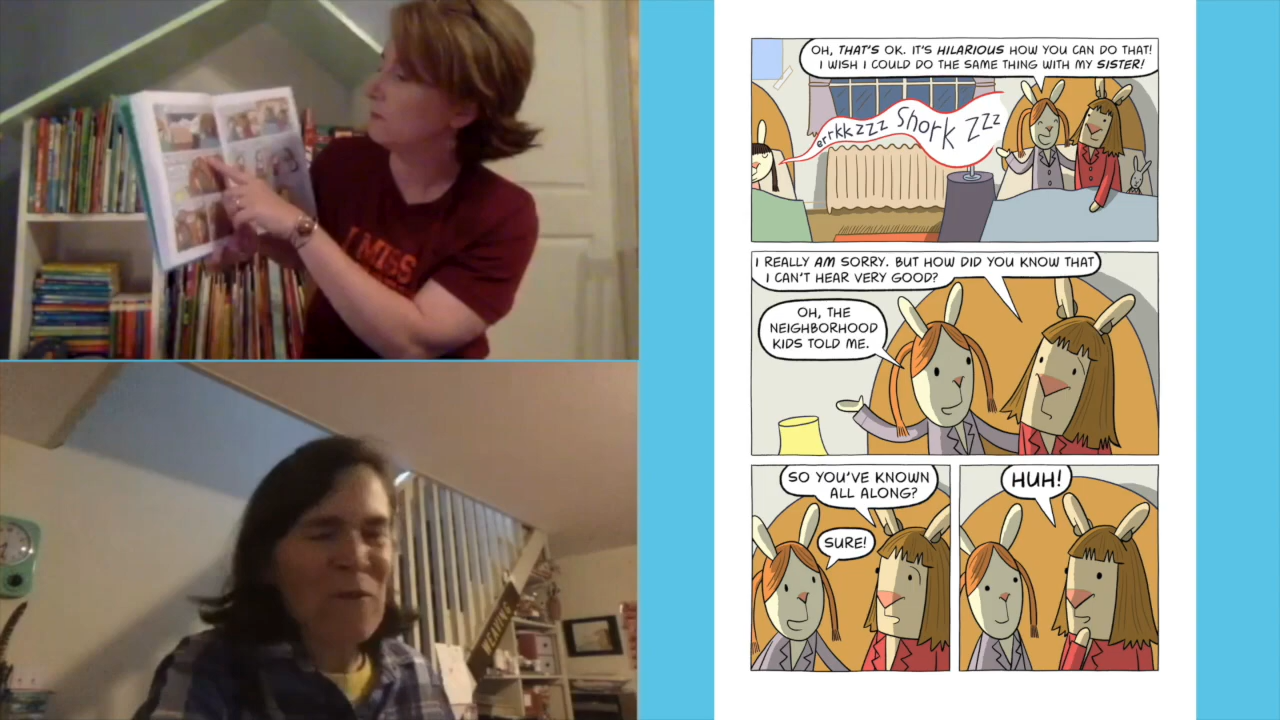 I MISS
REAPING
OH, THAT'S OK. IT'S HILARIOUS HOW YOU CAN DO THAT!
I WISH I COULD DO THE SAME THING WITH MY SISTER!
errkkzzz Shork Zzz
I REALLY AM SORRY. BUT HOW DID YOU KNOW THAT
I CAN'T HEAR VERY GOOD?
OH, THE
NEIGHBORHOOD
KIDS TOLD ME.
SO YOU'VE KNOWN
ALL ALONG?
SURE!
HUH!